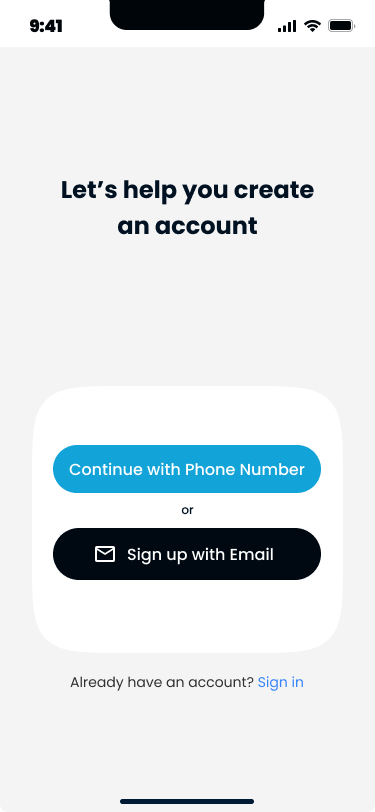 9:41
Let’s help you create
an account
Continue with Phone Number
or
Sign up with Email
Already have an account? Sign in